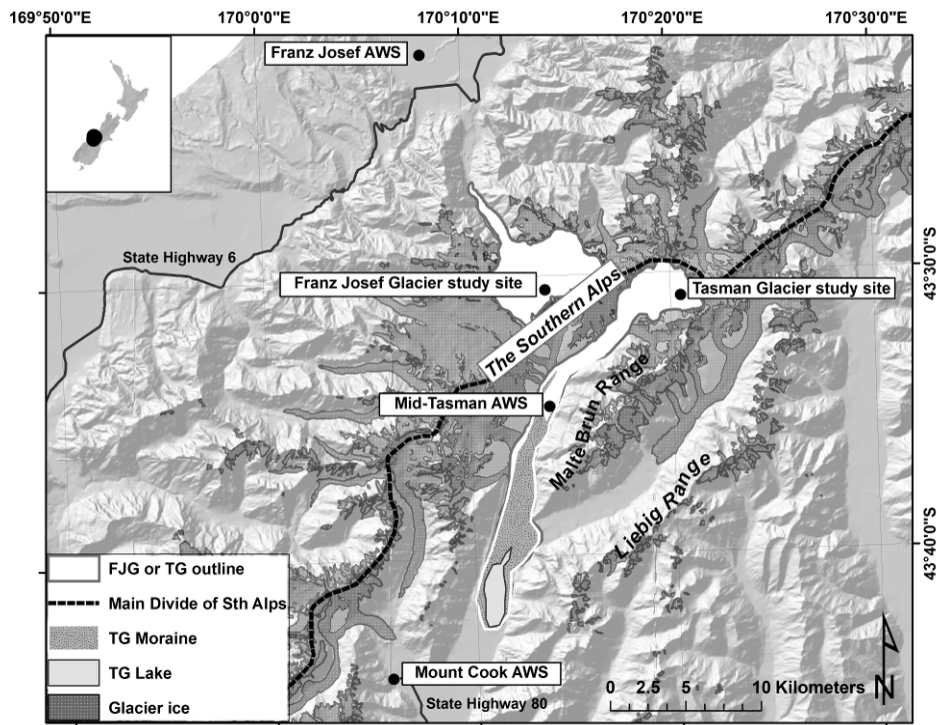 169°50'0"E 170°00'0"E 170°10'0"E 170°20'0"E 170°30'0"E
Franz Josef AWS
State Highway 6
43°30'0"S
Franz Josef Glacier study site
Tasman Glacier study site
The Southern Alps
Mid-Tasman AWS
Malte Brun Range
Liebig Range
43°40'0"S
FJG or TG outline
Main Divide of Sth Alps
TG Moraine
TG Lake
Glacier ice
Mount Cook AWS
State Highway 80
0 2.5 5 10 Kilometers
N